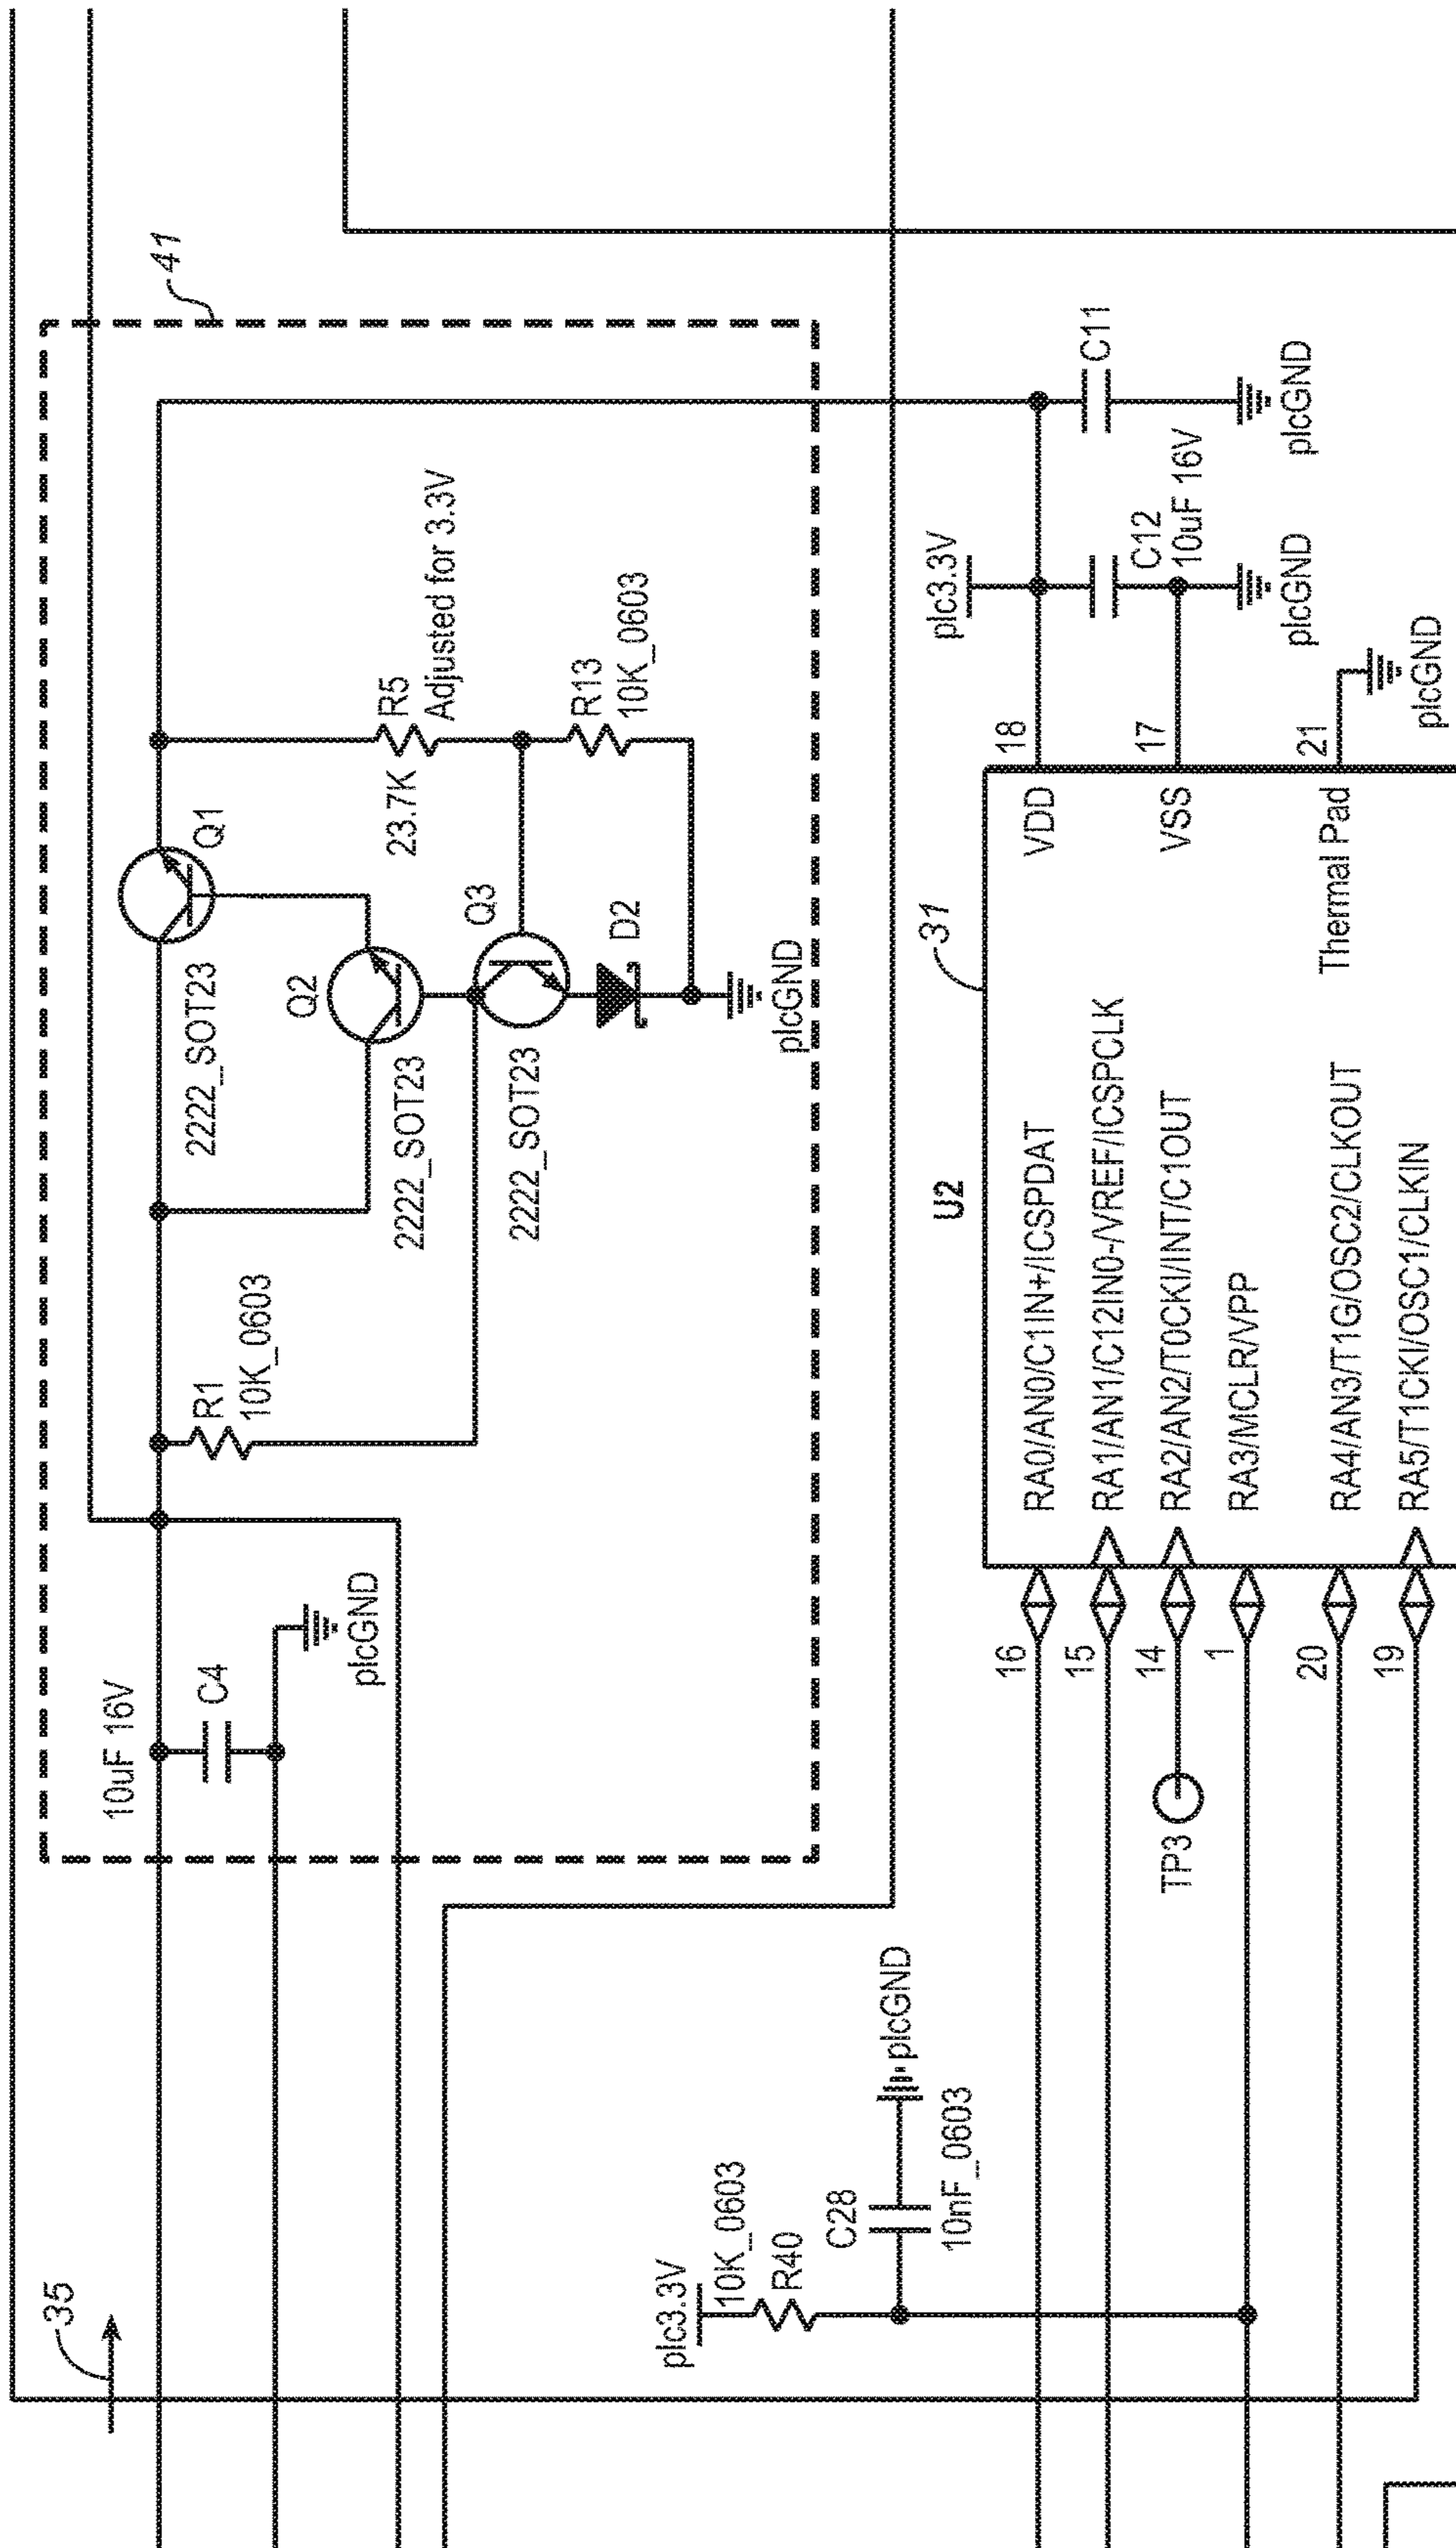 35
41
10uF 16V
C4
plcGND
R1
10K_0603
2222_SOT23
Q1
Q2
2222_SOT23
Q3
2222_SOT23
D2
plcGND
23.7K
R5
Adjusted for 3.3V
R13
10K_0603
plc3.3V
10K_0603
R40
C28
10nF_0603
plcGND
plc3.3V
C12
10uF 16V
plcGND
C11
plcGND
U2
31
16
RA0/AN0/C1IN+/ICSPDAT
VDD
18
15
RA1/AN1/C12IN0-/VREF/ICSPCLK
TP3
14
RA2/AN2/T0CKI/INT/C1OUT
VSS
17
1
RA3/MCLR/VPP
20
RA4/AN3/T1G/OSC2/CLKOUT
Thermal Pad
21
plcGND
19
RA5/T1CKI/OSC1/CLKIN